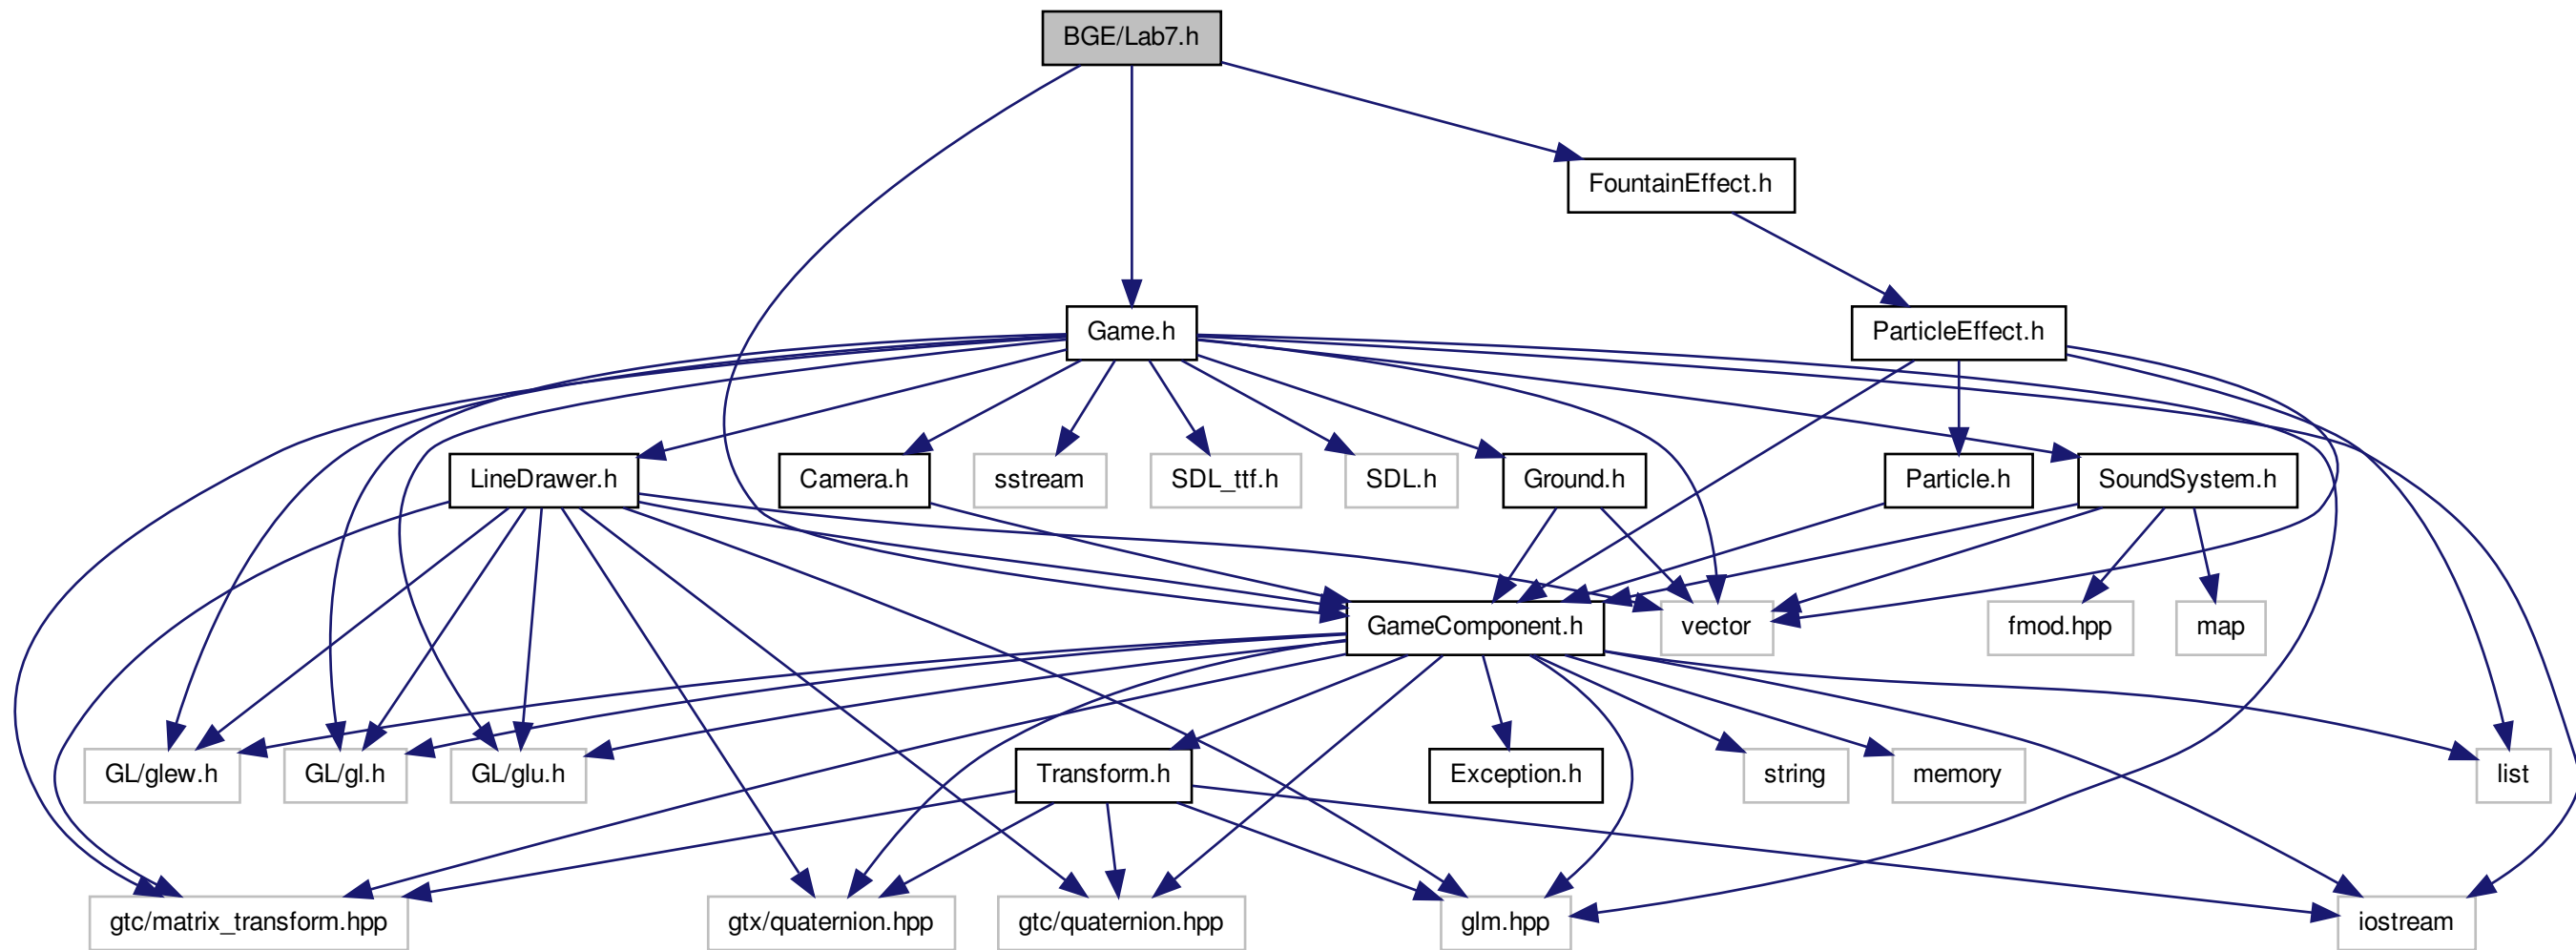 BGE/Lab7.h
FountainEffect.h
Game.h
ParticleEffect.h
LineDrawer.h
Camera.h
sstream
SDL_ttf.h
SDL.h
Ground.h
Particle.h
SoundSystem.h
GameComponent.h
vector
fmod.hpp
map
GL/glew.h
GL/gl.h
GL/glu.h
Transform.h
Exception.h
string
memory
list
gtc/matrix_transform.hpp
gtx/quaternion.hpp
gtc/quaternion.hpp
glm.hpp
iostream